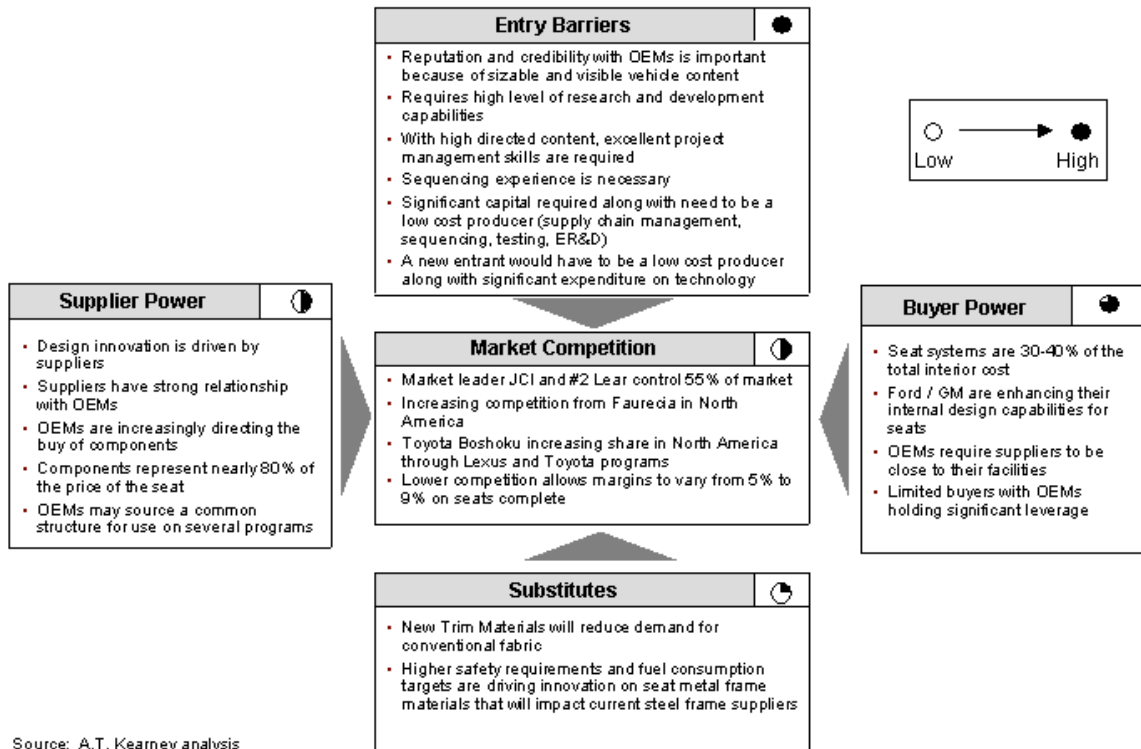 Entry Barriers
• Reputation and credibility with OEMs is important
because of sizable and visible vehicle content
• Requires high level of research and development
capabilities
• With high directed content, excellent project
management skills are required
• Sequencing experience is necessary
• Significant capital required along with need to be a
low cost producer (supply chain management,
sequencing, testing, ER&D)
• A new entrant would have to be a low cost producer
along with significant expenditure on technology
Low
High
Supplier Power
• Design innovation is driven by
suppliers
• Suppliers have strong relationship
with OEMs
• OEMs are increasingly directing the
buy of components
• Components represent nearly 80% of
the price of the seat
• OEMs may source a common
structure for use on several programs
Market Competition
• Market leader JCI and #2 Lear control 55% of market
• Increasing competition from Faurecia in North
America
• Toyota Boshoku increasing share in North America
through Lexus and Toyota programs
• Lower competition allows margins to vary from 5% to
9% on seats complete
Buyer Power
• Seat systems are 30-40% of the
total interior cost
• Ford / GM are enhancing their
internal design capabilities for
seats
• OEMs require suppliers to be
close to their facilities
• Limited buyers with OEMs
holding significant leverage
Substitutes
• New Trim Materials will reduce demand for
conventional fabric
• Higher safety requirements and fuel consumption
targets are driving innovation on seat metal frame
materials that will impact current steel frame suppliers
Source: A.T. Kearney analysis